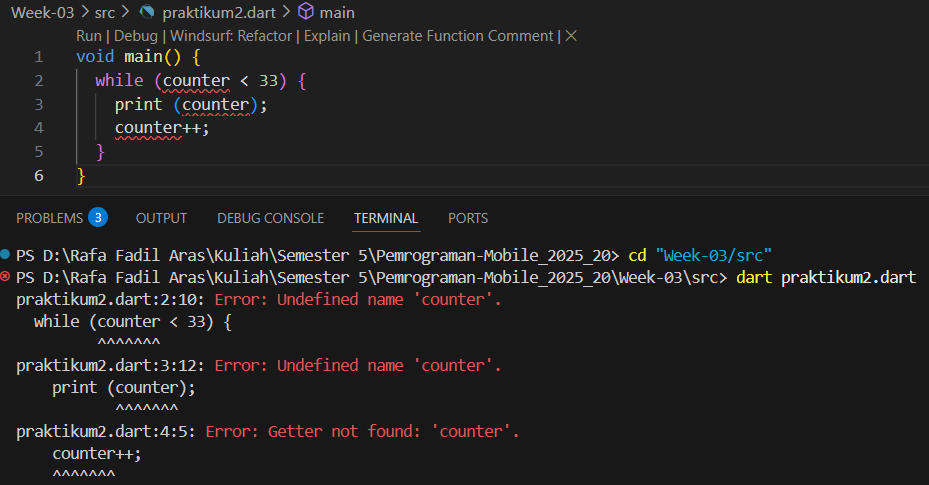 Week-03 > src > praktikum2.dart > main
Run | Debug | Windsurf: Refactor | Explain | Generate Function Comment | ×
1 void main() {
2   while (counter < 33) {
3     print (counter);
4     counter++;
5   }
6 }
PROBLEMS 3 OUTPUT DEBUG CONSOLE TERMINAL PORTS
PS D:\Rafa Fadil Aras\Kuliah\Semester 5\Pemrograman-Mobile_2025_20> cd "Week-03/src"
PS D:\Rafa Fadil Aras\Kuliah\Semester 5\Pemrograman-Mobile_2025_20\Week-03\src> dart praktikum2.dart
praktikum2.dart:2:10: Error: Undefined name 'counter'.
  while (counter < 33) {
         ^^^^^^^
praktikum2.dart:3:12: Error: Undefined name 'counter'.
    print (counter);
           ^^^^^^^
praktikum2.dart:4:5: Error: Getter not found: 'counter'.
    counter++;
    ^^^^^^^